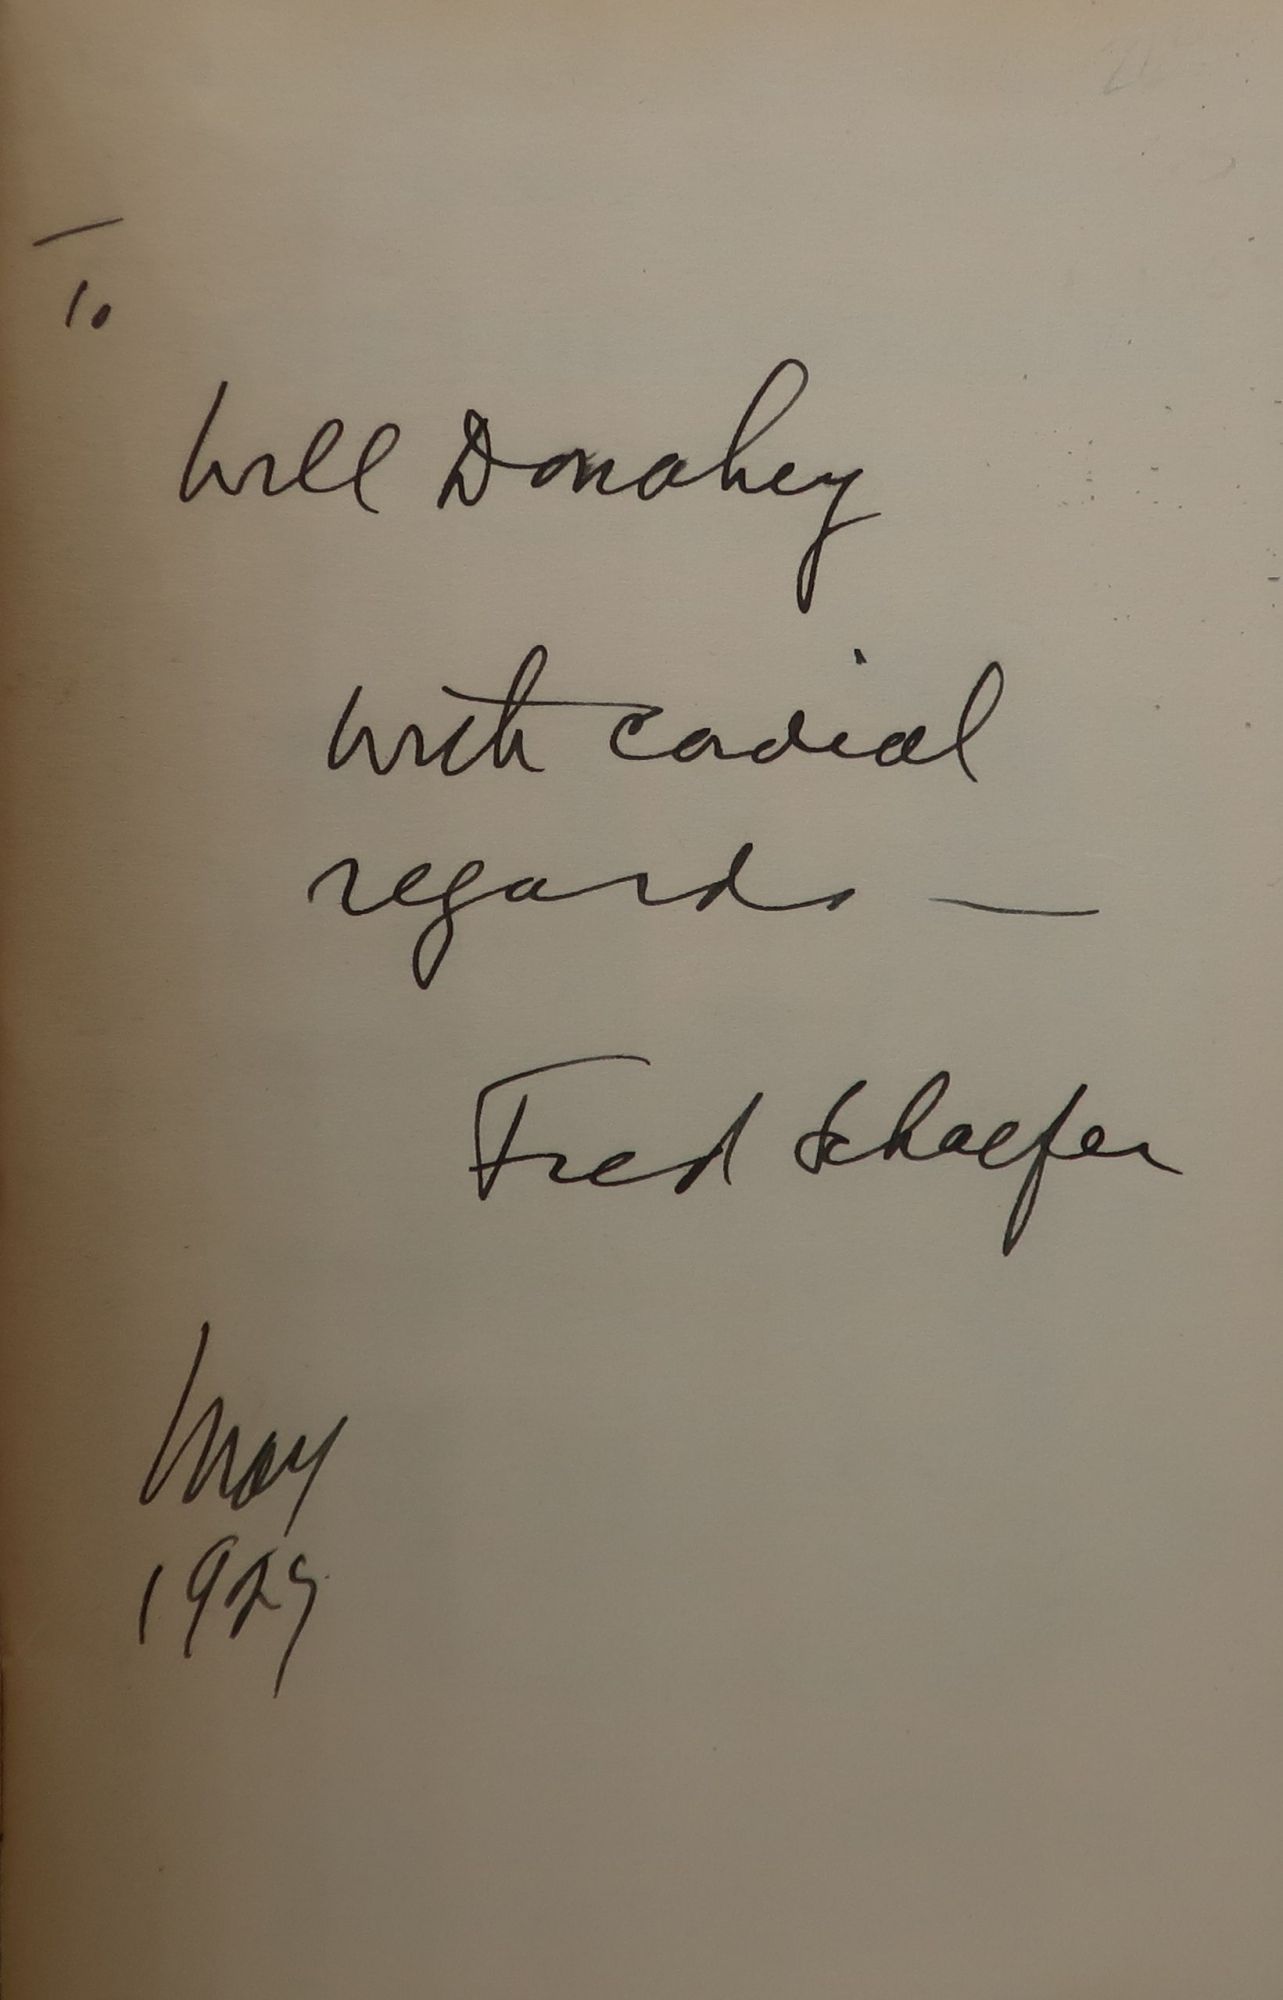 To
Will Donahey
with cordial
regards —
Fred Schaefer
May
1929